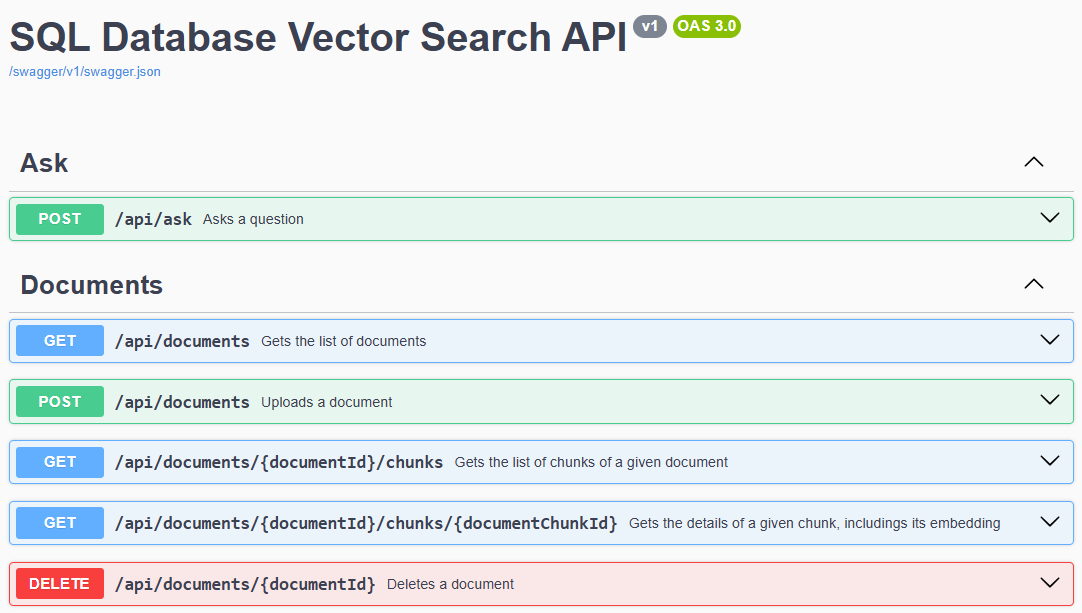 SQL Database Vector Search API v1 OAS 3.0
/swagger/v1/swagger.json
Ask
POST /api/ask Asks a question
Documents
GET /api/documents Gets the list of documents
POST /api/documents Uploads a document
GET /api/documents/{documentId}/chunks Gets the list of chunks of a given document
GET /api/documents/{documentId}/chunks/{documentChunkId} Gets the details of a given chunk, includings its embedding
DELETE /api/documents/{documentId} Deletes a document